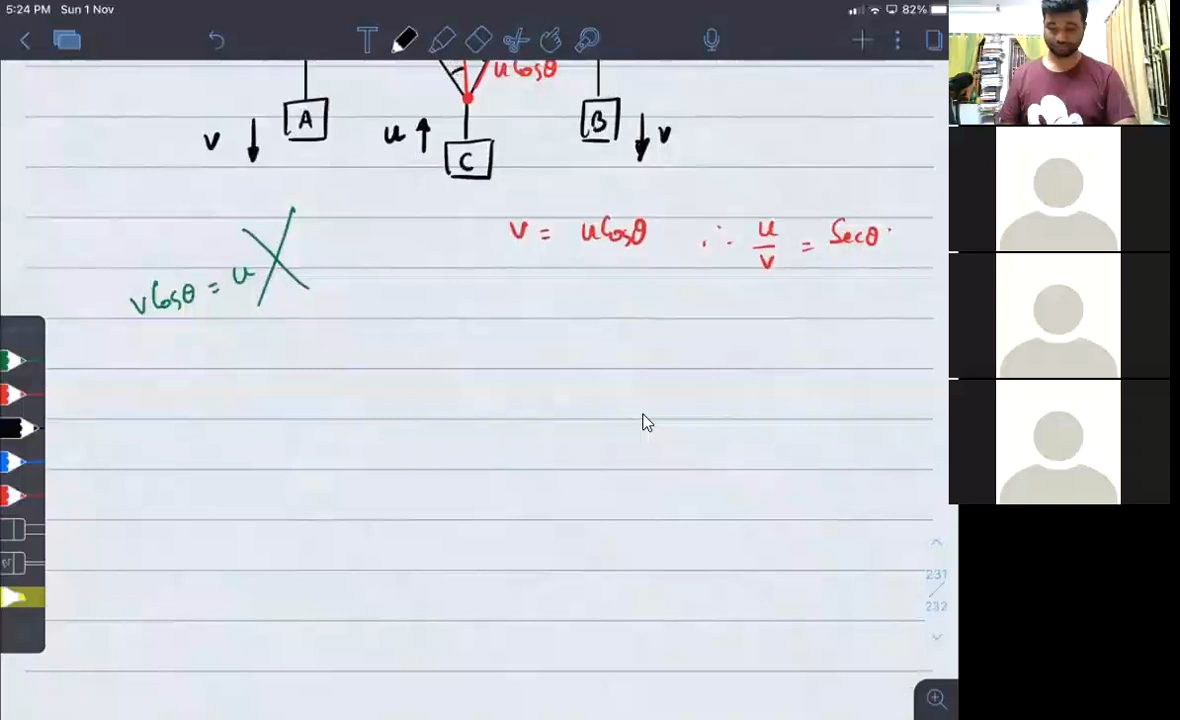 5:24 PM Sun 1 Nov 82%
T
u Cosθ
A
B
v
u
v
C
v = u Cosθ ∴ u/v = Secθ
v Cosθ = u
231
232